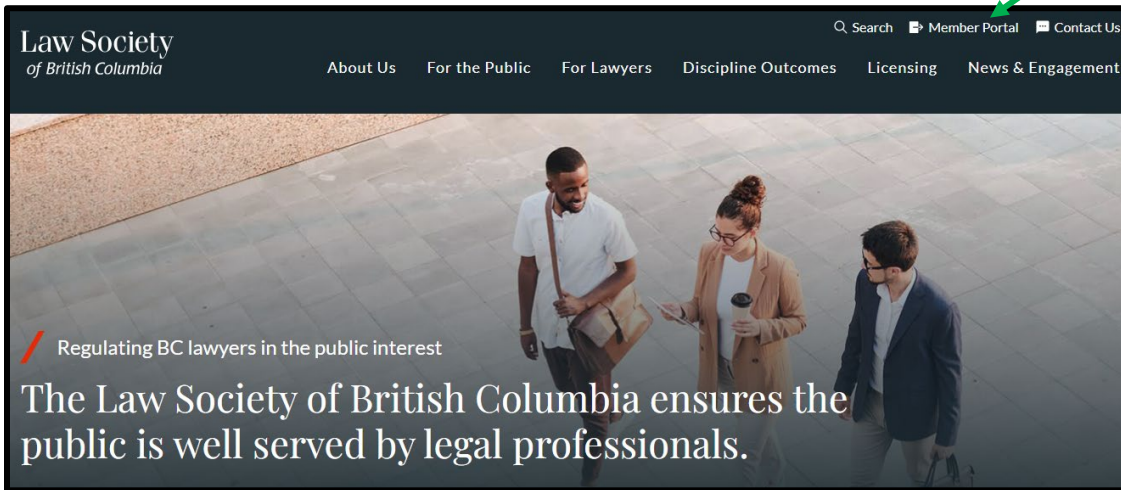 Law Society
of British Columbia
Search Member Portal Contact Us
About Us For the Public For Lawyers Discipline Outcomes Licensing News & Engagement
Regulating BC lawyers in the public interest
The Law Society of British Columbia ensures the
public is well served by legal professionals.